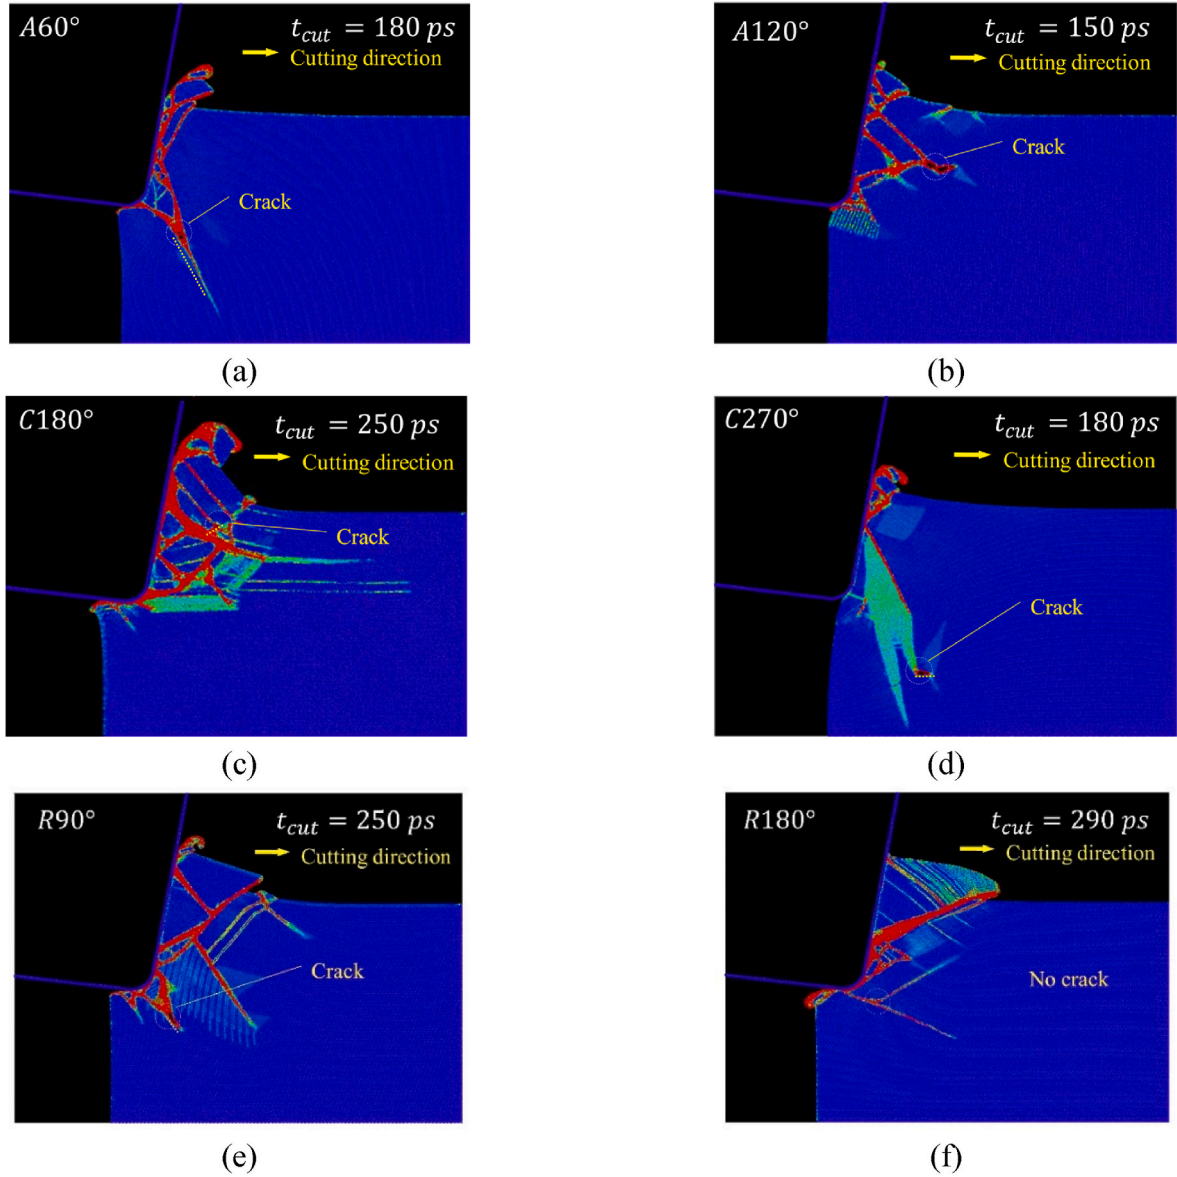 A60° t_cut = 180 ps
Cutting direction
Crack
(a)
A120° t_cut = 150 ps
Cutting direction
Crack
(b)
C180° t_cut = 250 ps
Cutting direction
Crack
(c)
C270° t_cut = 180 ps
Cutting direction
Crack
(d)
R90° t_cut = 250 ps
Cutting direction
Crack
(e)
R180° t_cut = 290 ps
Cutting direction
No crack
(f)